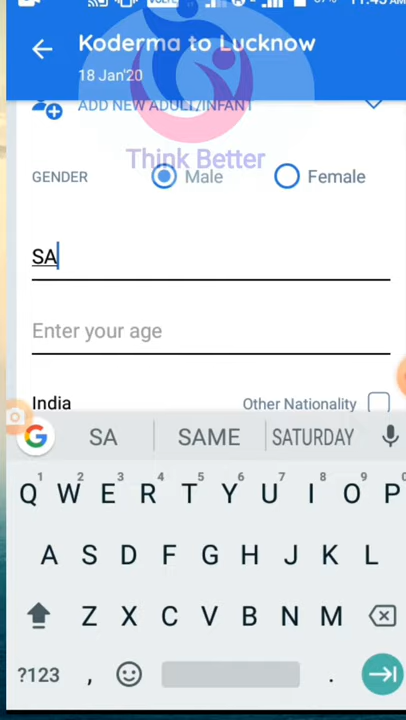 Koderma to Lucknow
18 Jan'20
ADD NEW ADULT/INFANT
Think Better
GENDER Male Female
SA
Enter your age
India Other Nationality
SA SAME SATURDAY
1 2 3 4 5 6 7 8 9 0
Q W E R T Y U I O P
A S D F G H J K L
Z X C V B N M
?123 , .